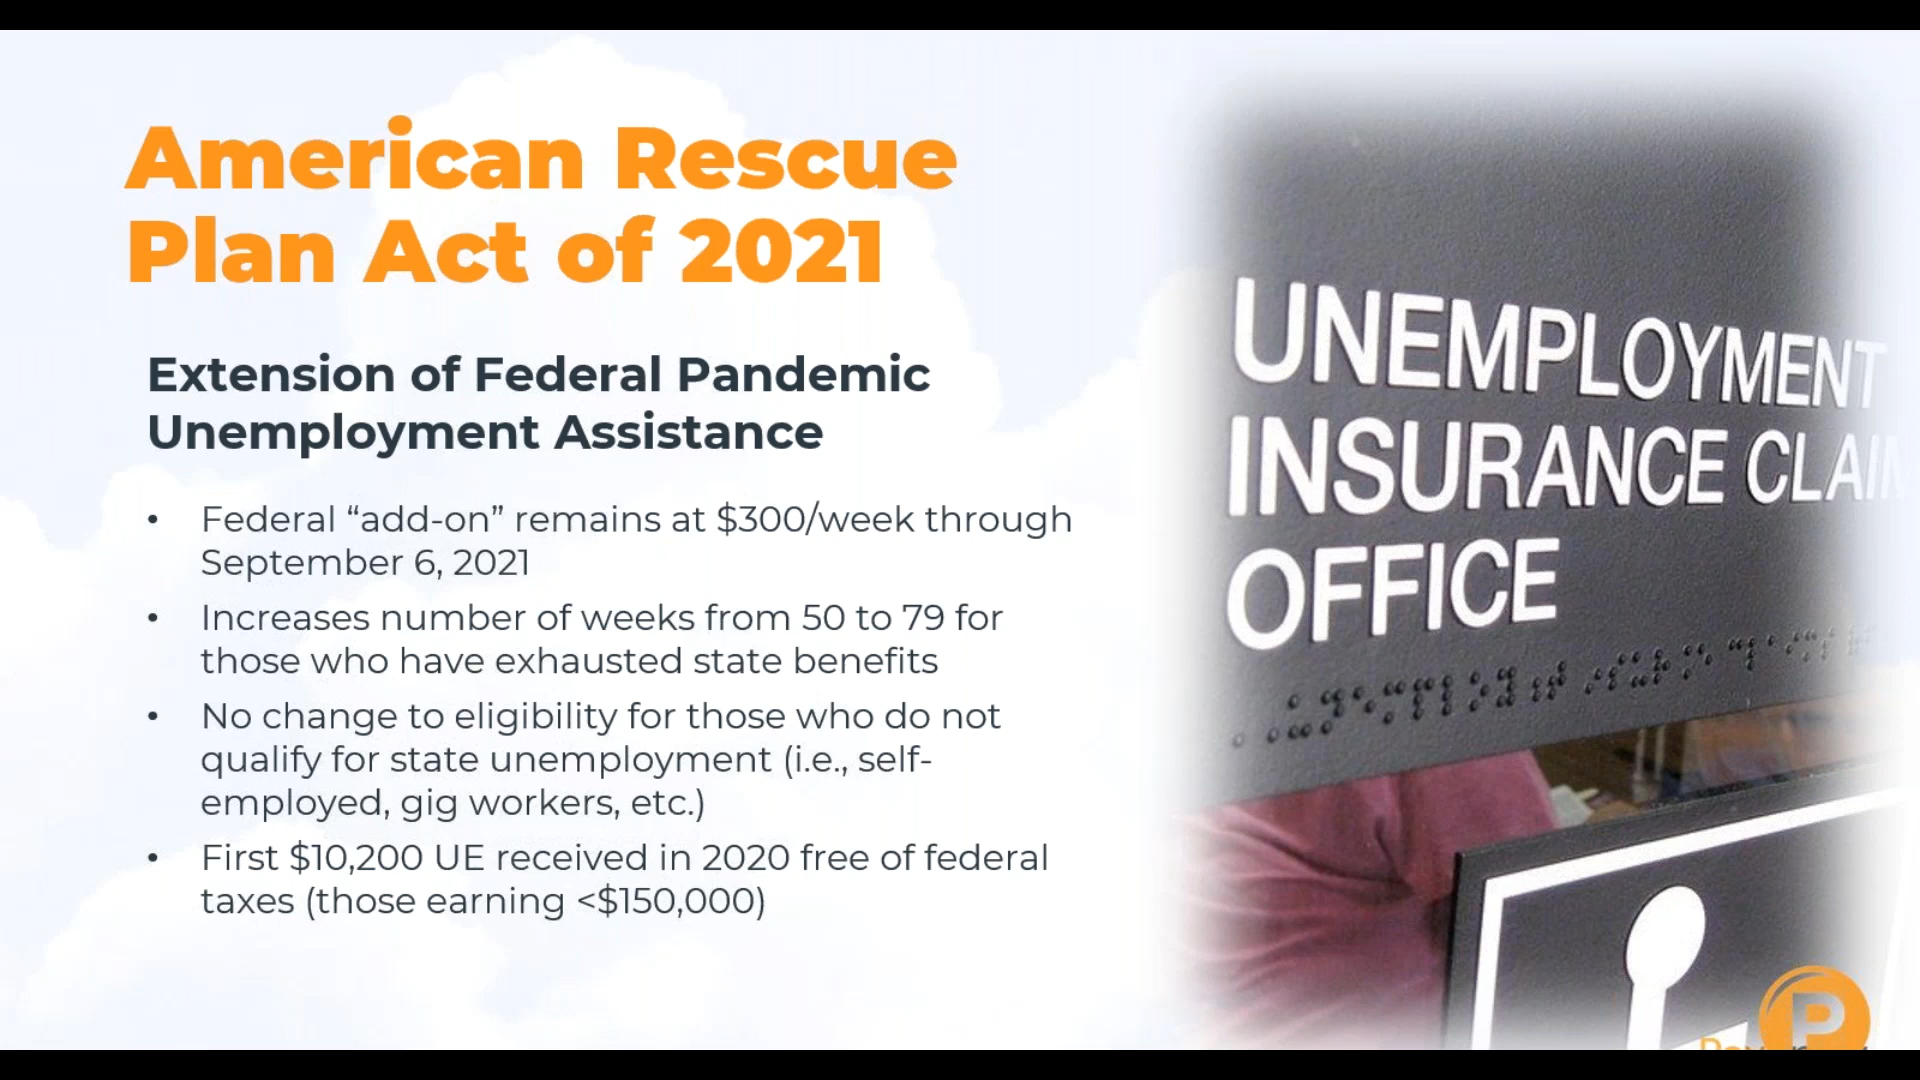 American Rescue
Plan Act of 2021
Extension of Federal Pandemic
Unemployment Assistance
• Federal “add-on” remains at $300/week through
September 6, 2021
• Increases number of weeks from 50 to 79 for
those who have exhausted state benefits
• No change to eligibility for those who do not
qualify for state unemployment (i.e., self-
employed, gig workers, etc.)
• First $10,200 UE received in 2020 free of federal
taxes (those earning <$150,000)
UNEMPLOYMENT
INSURANCE
OFFICE
P